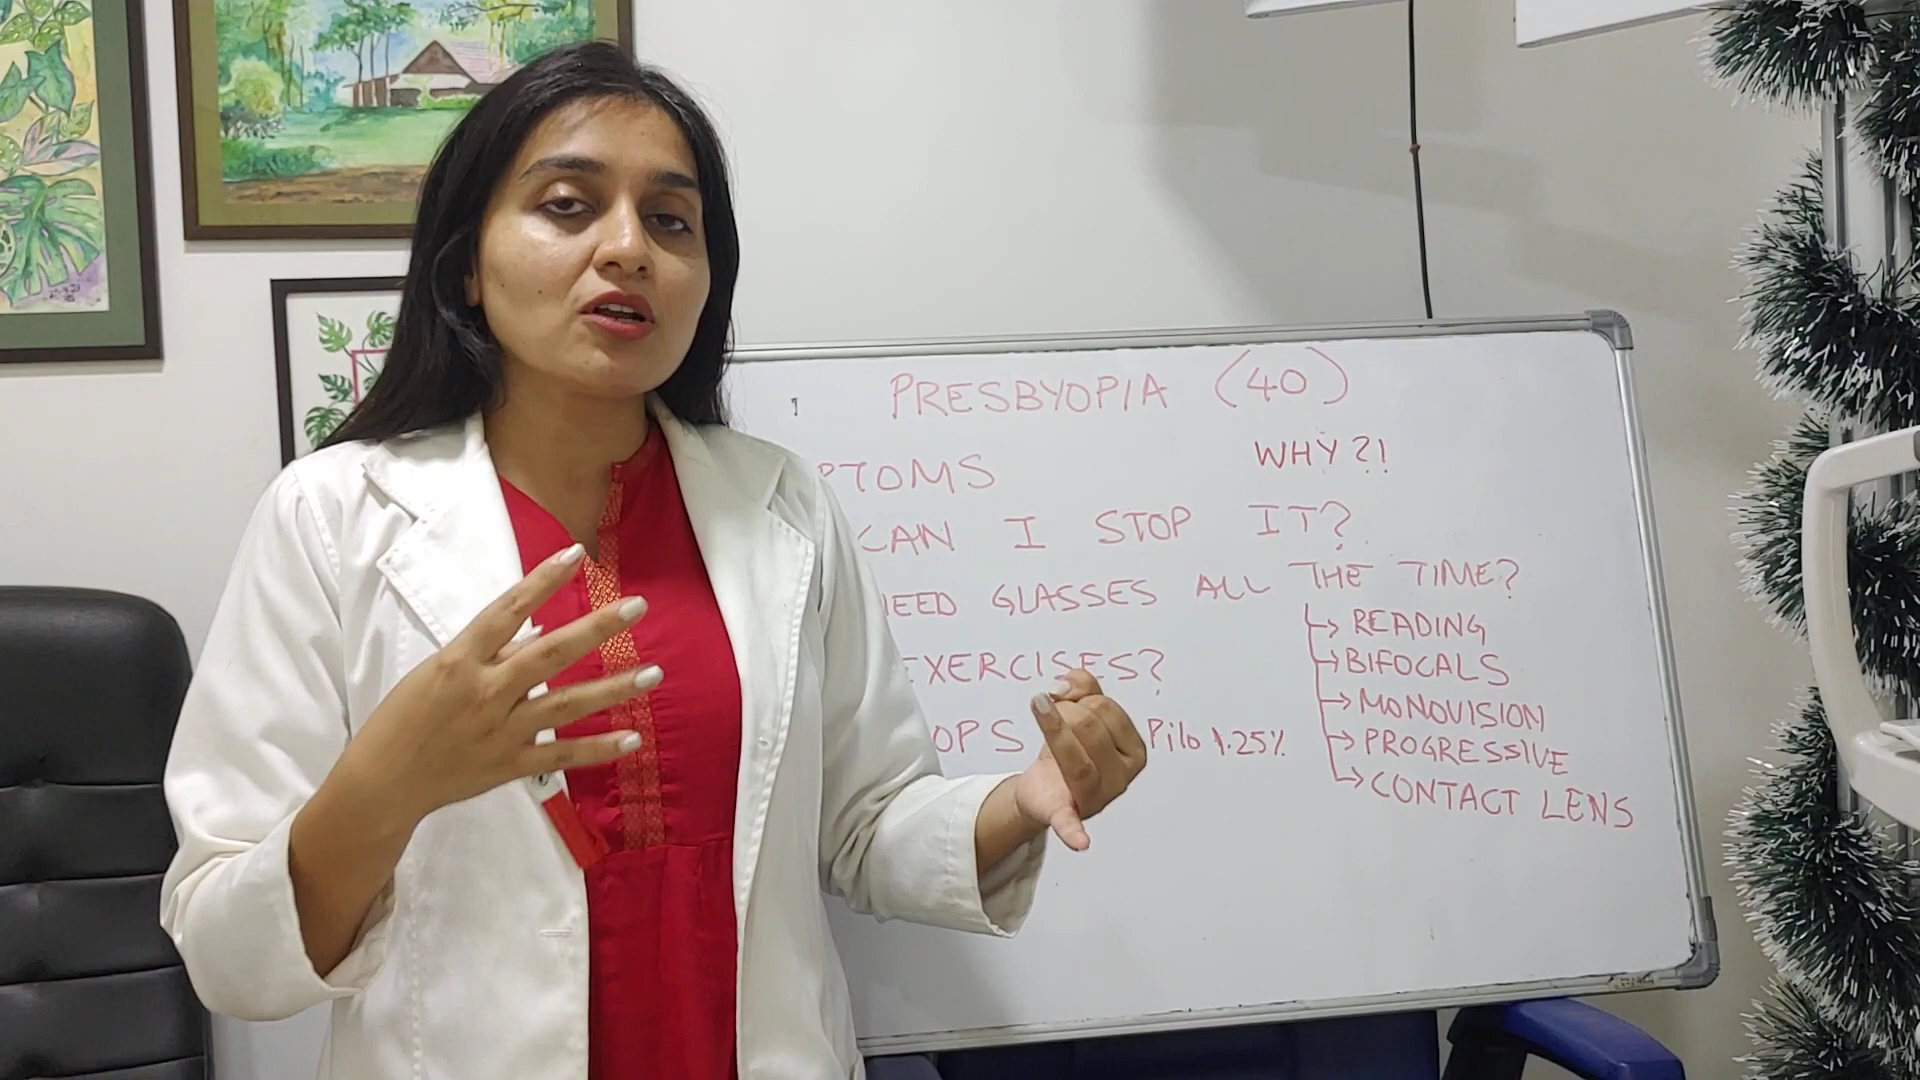 PRESBYOPIA (40)
PTOMS
WHY?!
CAN I STOP IT?
NEED GLASSES ALL THE TIME?
READING
BIFOCALS
EXERCISES?
MONOVISION
OPS Pilo 1.25%
PROGRESSIVE
CONTACT LENS